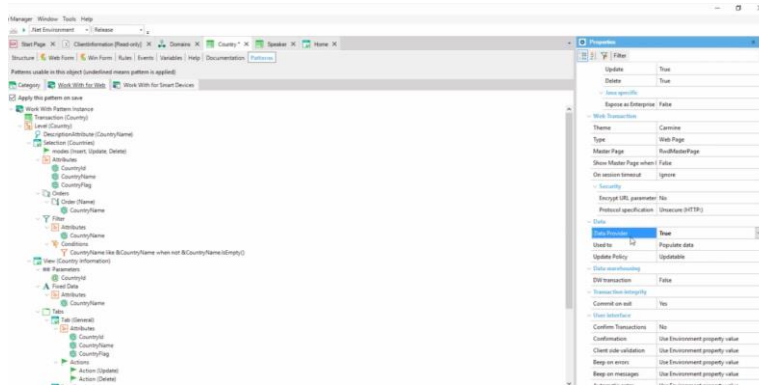 Manager Window Tools Help
.Net Environment Release
Start Page X ClientInformation [Read-only] X Domains X Country* X Speaker X Home X
Structure Web Form Win Form Rules Events Variables Help Documentation Patterns
Patterns usable in this object (underlined means pattern is applied)
Category Work With for Web Work With for Smart Devices
Apply this pattern on save
Work With Pattern Instance
Transaction (Country)
Level (Country)
DescriptionAttribute (CountryName)
Selection (Countries)
modes (Insert, Update, Delete)
Attributes
CountryId
CountryName
CountryFlag
Orders
Order (Name)
CountryName
Filter
Attributes
CountryName
Conditions
CountryName like &CountryName when not &CountryName.IsEmpty()
View (Country Information)
Parameters
CountryId
Fixed Data
Attributes
CountryName
Tabs
Tab (General)
Attributes
CountryId
CountryName
CountryFlag
Actions
Action (Update)
Action (Delete)
Properties
Filter
Update True
Delete True
Java specific
Expose as Enterprise False
Web Transaction
Theme Carmine
Type Web Page
Master Page RwdMasterPage
Show Master Page when I False
On session timeout Ignore
Security
Encrypt URL parameter No
Protocol specification Unsecure (HTTP:)
Data
Data Provider True
Used to Populate data
Update Policy Updatable
Data warehousing
DW transaction False
Transaction integrity
Commit on exit Yes
User interface
Confirm Transactions No
Confirmation Use Environment property value
Client side validation Use Environment property value
Beep on errors Use Environment property value
Beep on messages Use Environment property value